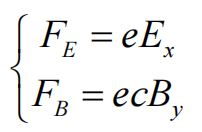 F_E = eE_x
F_B = ecB_y